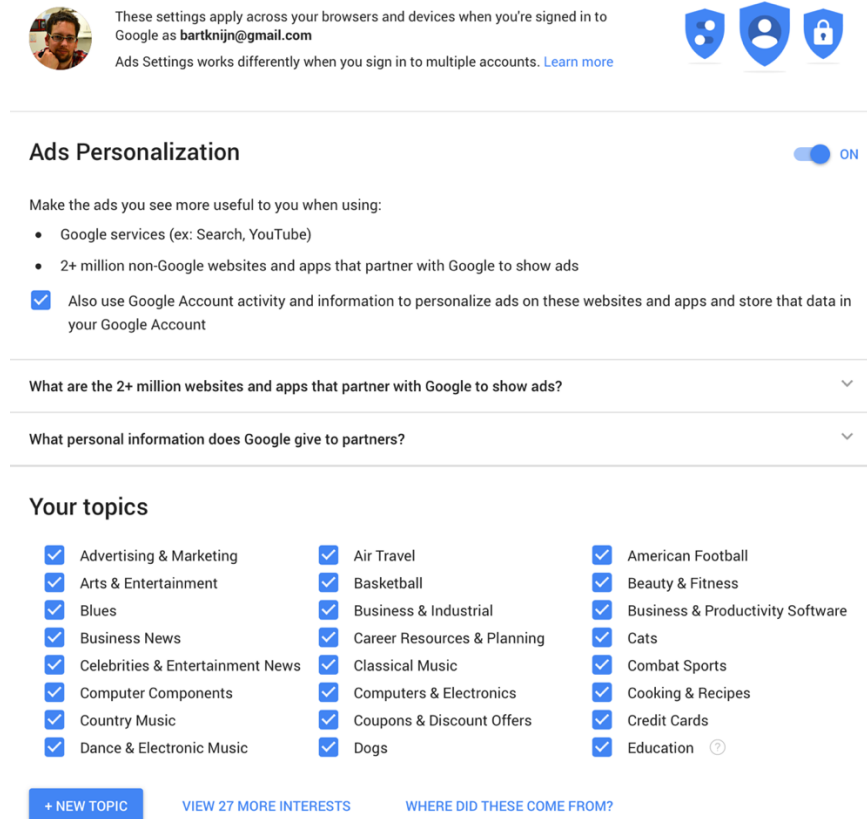 These settings apply across your browsers and devices when you're signed in to
Google as bartknijn@gmail.com
Ads Settings works differently when you sign in to multiple accounts. Learn more
Ads Personalization
ON
Make the ads you see more useful to you when using:
• Google services (ex: Search, YouTube)
• 2+ million non-Google websites and apps that partner with Google to show ads
Also use Google Account activity and information to personalize ads on these websites and apps and store that data in
your Google Account
What are the 2+ million websites and apps that partner with Google to show ads?
What personal information does Google give to partners?
Your topics
Advertising & Marketing Air Travel American Football
Arts & Entertainment Basketball Beauty & Fitness
Blues Business & Industrial Business & Productivity Software
Business News Career Resources & Planning Cats
Celebrities & Entertainment News Classical Music Combat Sports
Computer Components Computers & Electronics Cooking & Recipes
Country Music Coupons & Discount Offers Credit Cards
Dance & Electronic Music Dogs Education ?
+ NEW TOPIC VIEW 27 MORE INTERESTS WHERE DID THESE COME FROM?